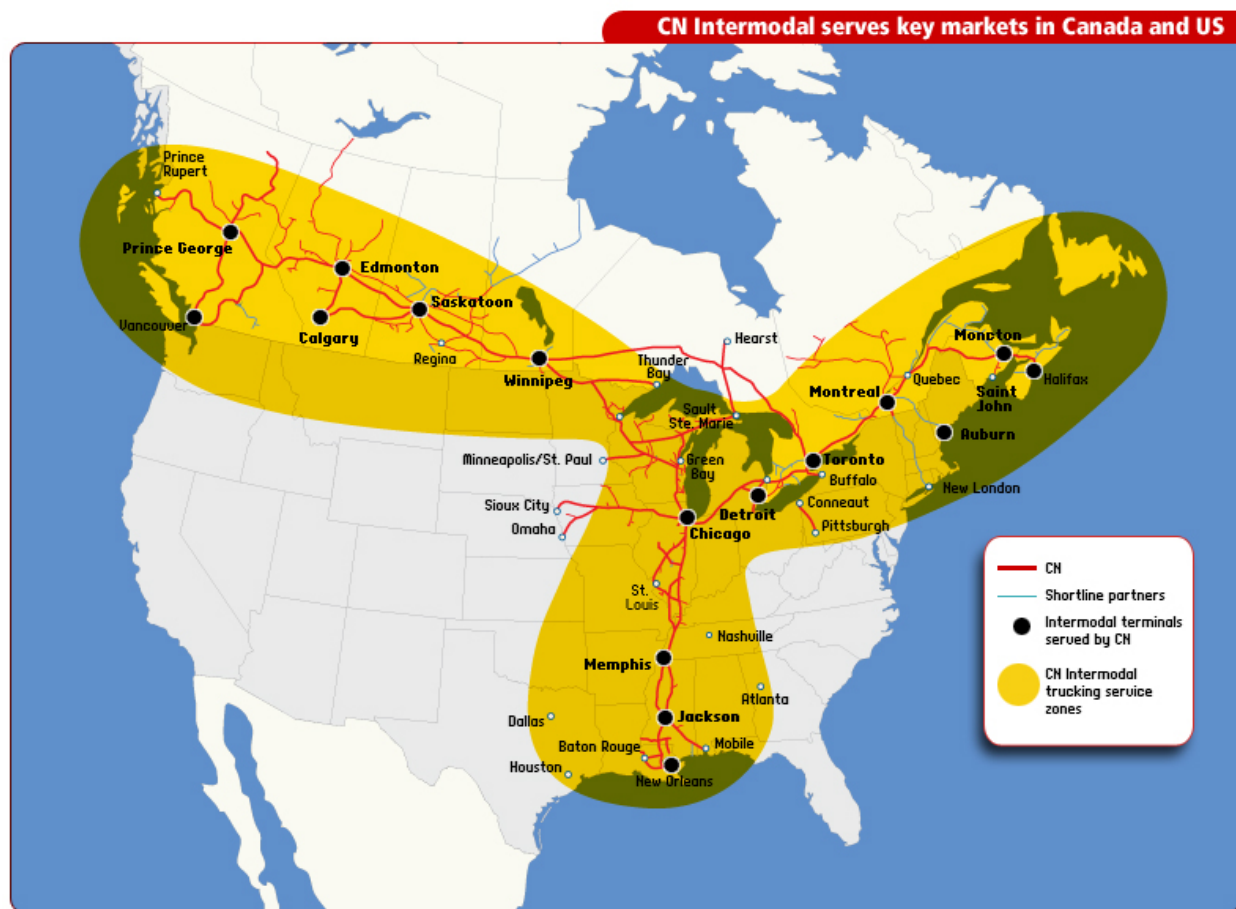 CN Intermodal serves key markets in Canada and US
Prince
Rupert
Prince George
Edmonton
Saskatoon
Vancouver
Calgary
Regina
Winnipeg
Hearst
Thunder
Bay
Sault
Ste. Marie
Moncton
Halifax
Saint
John
Quebec
Montreal
Auburn
Toronto
Buffalo
New London
Minneapolis/St. Paul
Green
Bay
Detroit
Conneaut
Pittsburgh
Sioux City
Omaha
Chicago
St.
Louis
Nashville
Memphis
Atlanta
Dallas
Jackson
Baton Rouge
Mobile
Houston
New Orleans
CN
Shortline partners
Intermodal terminals
served by CN
CN Intermodal
trucking service
zones